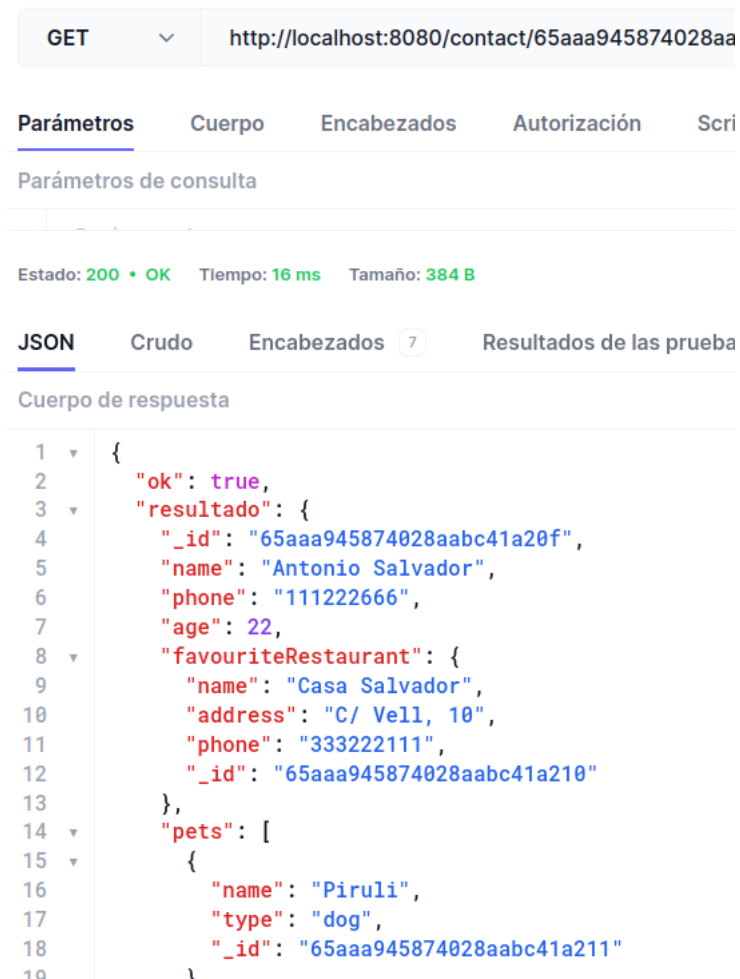 GET http://localhost:8080/contact/65aaa945874028aa
Parámetros Cuerpo Encabezados Autorización Scri
Parámetros de consulta
Estado: 200 • OK Tiempo: 16 ms Tamaño: 384 B
JSON Crudo Encabezados 7 Resultados de las prueba
Cuerpo de respuesta
1 {
2 "ok": true,
3 "resultado": {
4 "_id": "65aaa945874028aabc41a20f",
5 "name": "Antonio Salvador",
6 "phone": "111222666",
7 "age": 22,
8 "favouriteRestaurant": {
9 "name": "Casa Salvador",
10 "address": "C/ Vell, 10",
11 "phone": "333222111",
12 "_id": "65aaa945874028aabc41a210"
13 },
14 "pets": [
15 {
16 "name": "Piruli",
17 "type": "dog",
18 "_id": "65aaa945874028aabc41a211"
19 }